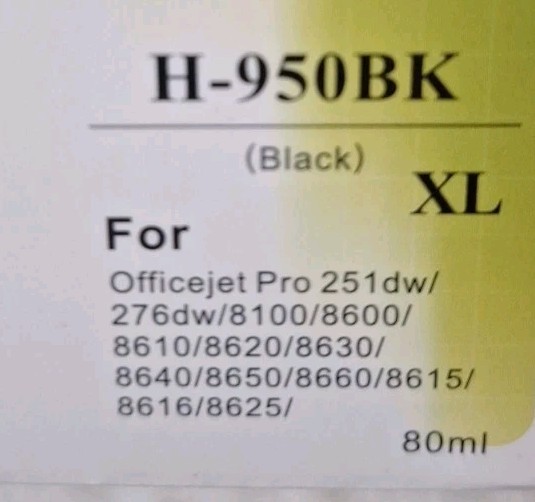 H-950BK
(Black)
XL
For
Officejet Pro 251dw/
276dw/8100/8600/
8610/8620/8630/
8640/8650/8660/8615/
8616/8625/
80ml